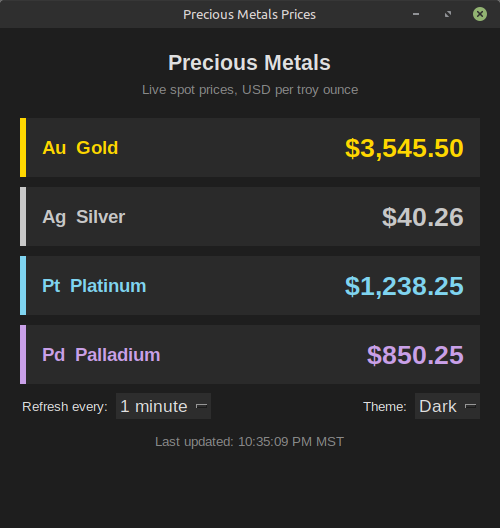 Precious Metals Prices
Precious Metals
Live spot prices, USD per troy ounce
Au Gold $3,545.50
Ag Silver $40.26
Pt Platinum $1,238.25
Pd Palladium $850.25
Refresh every: 1 minute Theme: Dark
Last updated: 10:35:09 PM MST